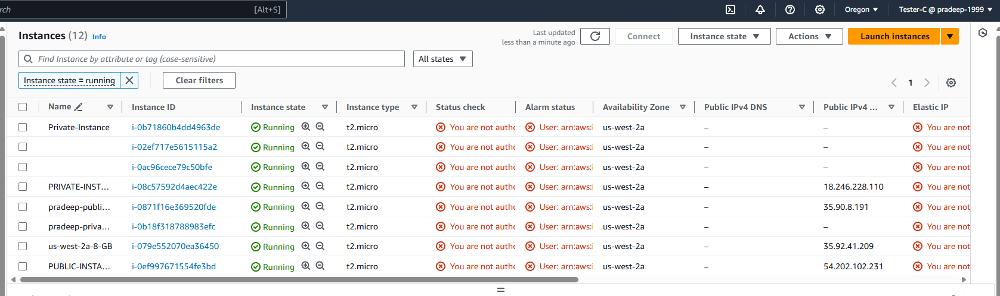 rch [Alt+S] Oregon Tester-C @ pradeep-1999
Instances (12) Info Last updated less than a minute ago Connect Instance state Actions Launch instances
Find Instance by attribute or tag (case-sensitive) All states
Instance state = running Clear filters 1
Name Instance ID Instance state Instance type Status check Alarm status Availability Zone Public IPv4 DNS Public IPv4 ... Elastic IP
Private-Instance i-0b71860b4dd4963de Running t2.micro You are not autho User: arn:aws:i us-west-2a – – You are not
i-02ef717e5615115a2 Running t2.micro You are not autho User: arn:aws:i us-west-2a – – You are not
i-0ac96cece79c50bfe Running t2.micro You are not autho User: arn:aws:i us-west-2a – – You are not
PRIVATE-INST... i-08c57592d4aec422e Running t2.micro You are not autho User: arn:aws:i us-west-2a – 18.246.228.110 You are not
pradeep-publi... i-0871f16e369520fde Running t2.micro You are not autho User: arn:aws:i us-west-2a – 35.90.8.191 You are not
pradeep-priva... i-0b18f318788983efc Running t2.micro You are not autho User: arn:aws:i us-west-2a – – You are not
us-west-2a-8-GB i-079e552070ea36450 Running t2.micro You are not autho User: arn:aws:i us-west-2a – 35.92.41.209 You are not
PUBLIC-INSTA... i-0ef997671554fe3bd Running t2.micro You are not autho User: arn:aws:i us-west-2a – 54.202.102.231 You are not